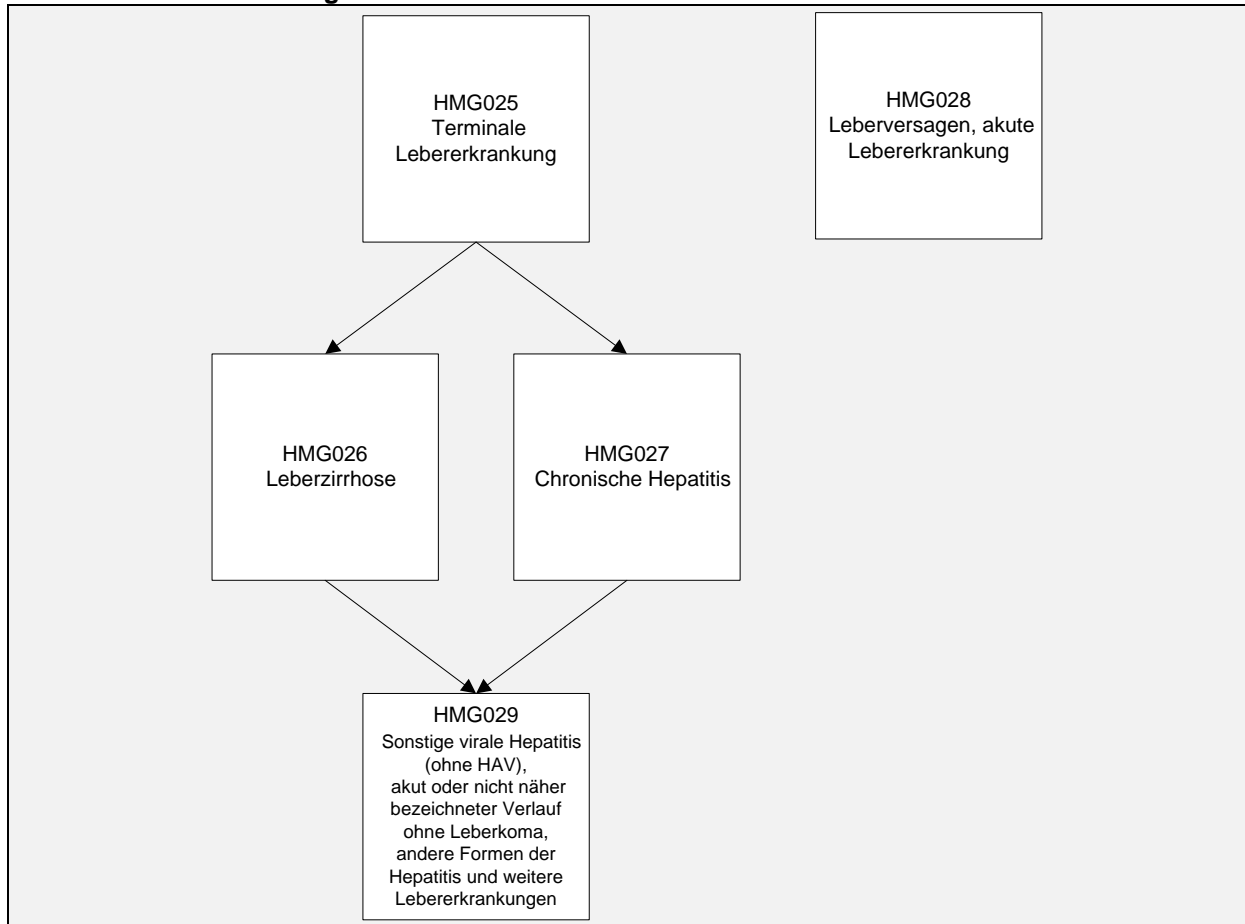 HMG025
Terminale
Lebererkrankung
HMG028
Leberversagen, akute
Lebererkrankung
HMG026
Leberzirrhose
HMG027
Chronische Hepatitis
HMG029
Sonstige virale Hepatitis
(ohne HAV),
akut oder nicht näher
bezeichneter Verlauf
ohne Leberkoma,
andere Formen der
Hepatitis und weitere
Lebererkrankungen